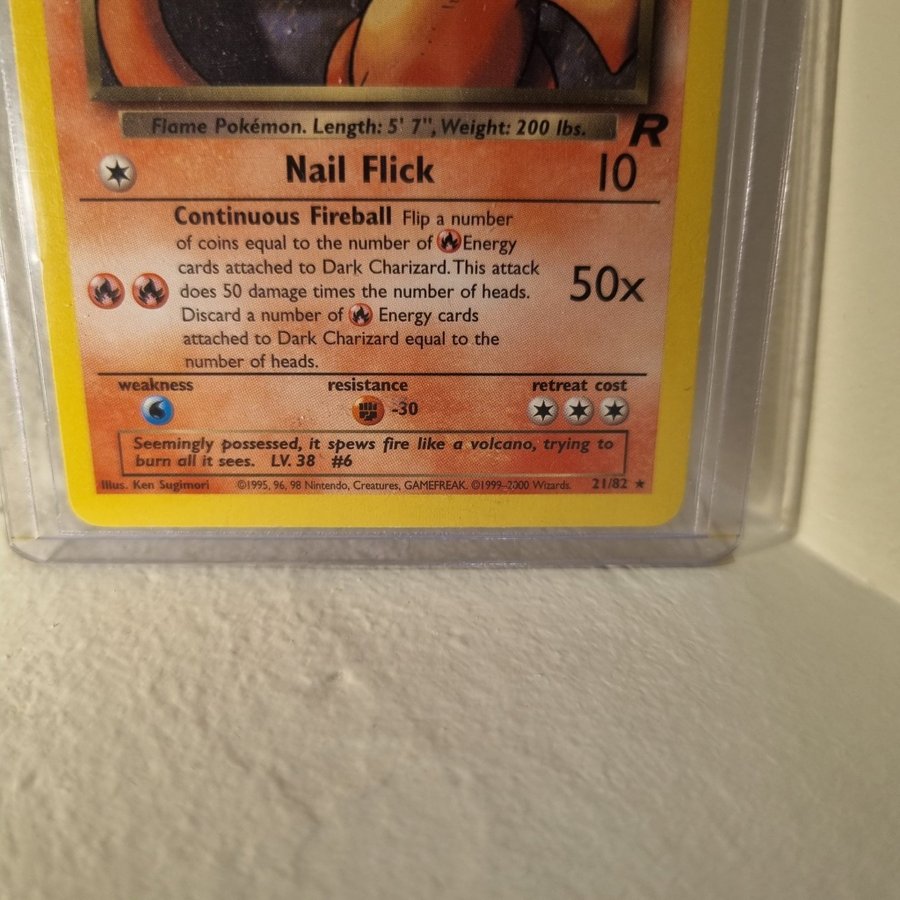 Flame Pokémon. Length: 5' 7", Weight: 200 lbs.
R
Nail Flick 10
Continuous Fireball Flip a number
of coins equal to the number of Energy
cards attached to Dark Charizard. This attack
does 50 damage times the number of heads.
50x
Discard a number of Energy cards
attached to Dark Charizard equal to the
number of heads.
weakness resistance retreat cost
-30
Seemingly possessed, it spews fire like a volcano, trying to
burn all it sees. LV. 38 #6
Illus. Ken Sugimori ©1995, 96, 98 Nintendo, Creatures, GAMEFREAK. ©1999-2000 Wizards. 21/82 ★